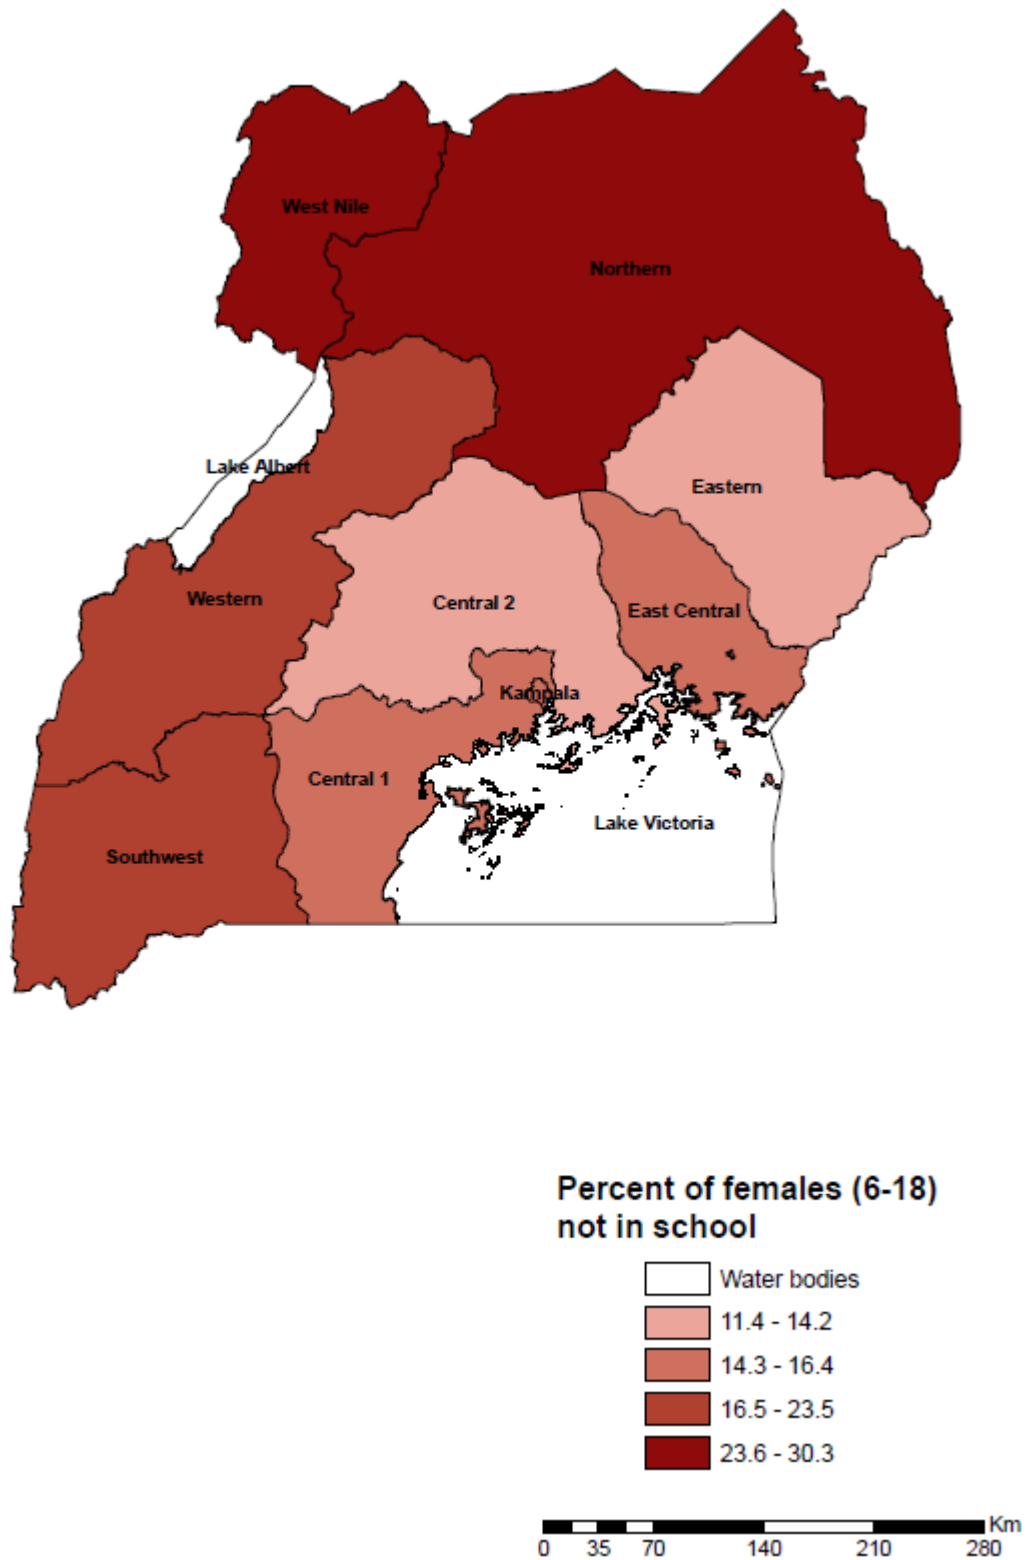 West Nile
Northern
Lake Albert
Eastern
Western
Central 2
East Central
Kampala
Central 1
Lake Victoria
Southwest
Percent of females (6-18)
not in school
Water bodies
11.4 - 14.2
14.3 - 16.4
16.5 - 23.5
23.6 - 30.3
Km
0 35 70 140 210 280